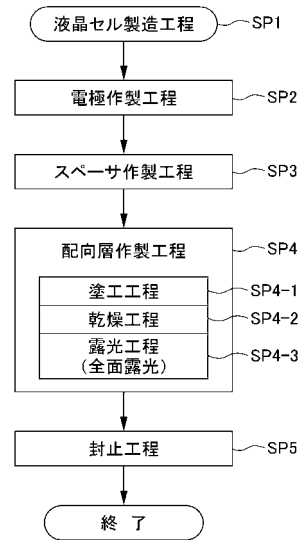 液晶セル製造工程 SP1
電極作製工程 SP2
スペーサ作製工程 SP3
配向層作製工程 SP4
塗工工程 SP4-1
乾燥工程 SP4-2
露光工程 SP4-3
(全面露光)
封止工程 SP5
終 了